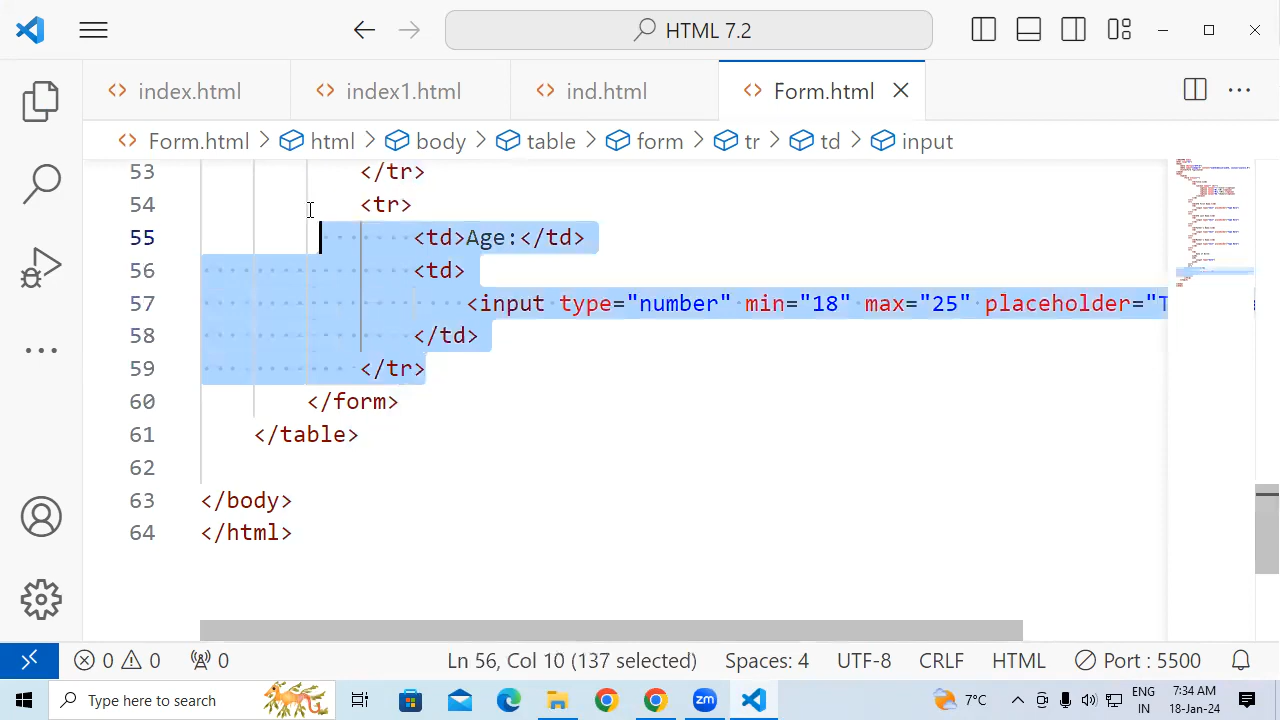 HTML 7.2
index.html
index1.html
ind.html
Form.html
Form.html > html > body > table > form > tr > td > input
53 </tr>
54 <tr>
55 <td>Age:</td>
56 <td>
57 <input type="number" min="18" max="25" placeholder="T
58 </td>
59 </tr>
60 </form>
61 </table>
62
63 </body>
64 </html>
0 0 0 Ln 56, Col 10 (137 selected) Spaces: 4 UTF-8 CRLF HTML Port : 5500
Type here to search
zm
7°C
ENG
IN
7:34 AM
18-Jan-24